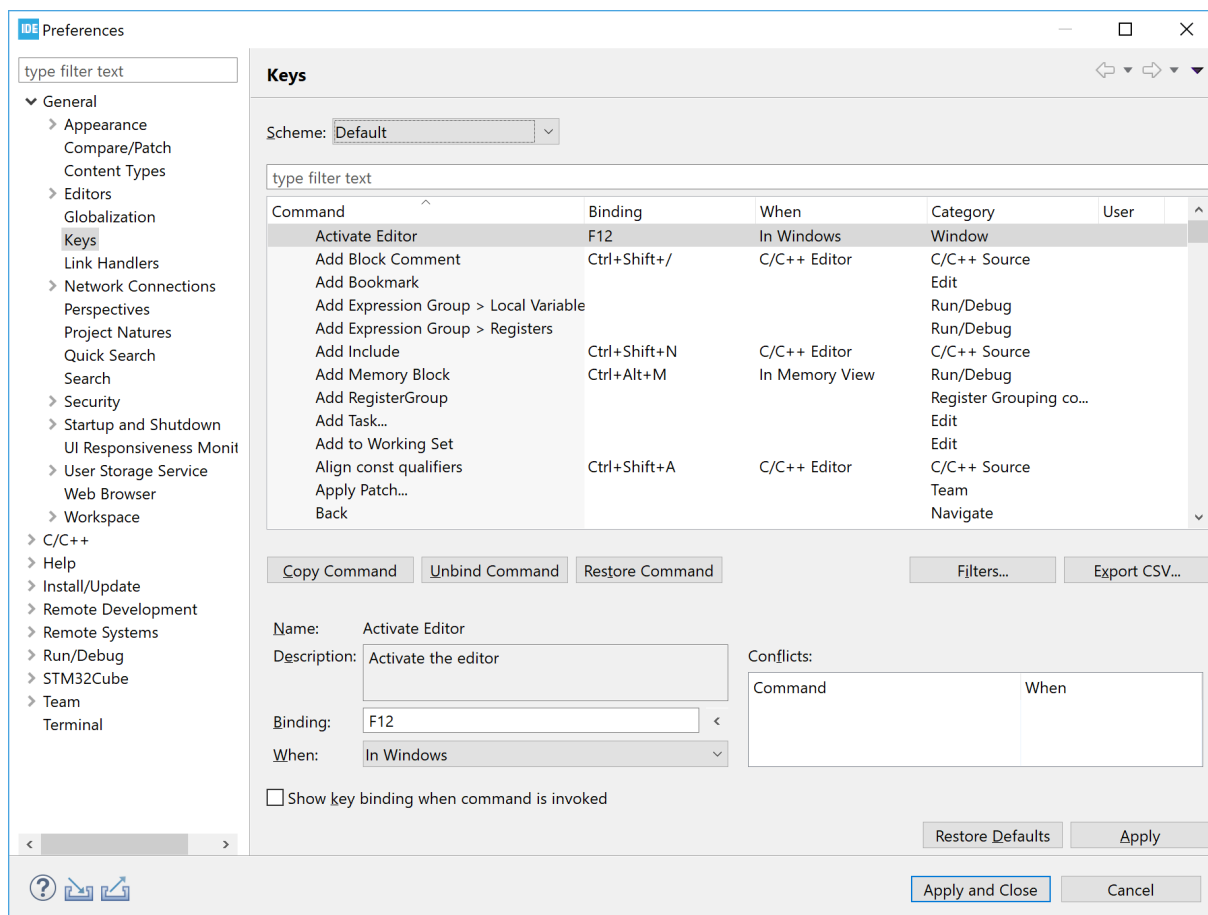 IDE Preferences
type filter text
General
Appearance
Compare/Patch
Content Types
Editors
Globalization
Keys
Link Handlers
Network Connections
Perspectives
Project Natures
Quick Search
Search
Security
Startup and Shutdown
UI Responsiveness Monit
User Storage Service
Web Browser
Workspace
C/C++
Help
Install/Update
Remote Development
Remote Systems
Run/Debug
STM32Cube
Team
Terminal
Keys
Scheme: Default
type filter text
Command Binding When Category User
Activate Editor F12 In Windows Window
Add Block Comment Ctrl+Shift+/ C/C++ Editor C/C++ Source
Add Bookmark Edit
Add Expression Group > Local Variable Run/Debug
Add Expression Group > Registers Run/Debug
Add Include Ctrl+Shift+N C/C++ Editor C/C++ Source
Add Memory Block Ctrl+Alt+M In Memory View Run/Debug
Add RegisterGroup Register Grouping co...
Add Task... Edit
Add to Working Set Edit
Align const qualifiers Ctrl+Shift+A C/C++ Editor C/C++ Source
Apply Patch... Team
Back Navigate
Copy Command Unbind Command Restore Command Filters... Export CSV...
Name: Activate Editor
Description: Activate the editor
Binding: F12
When: In Windows
Conflicts:
Command When
Show key binding when command is invoked
Restore Defaults Apply
? Apply and Close Cancel